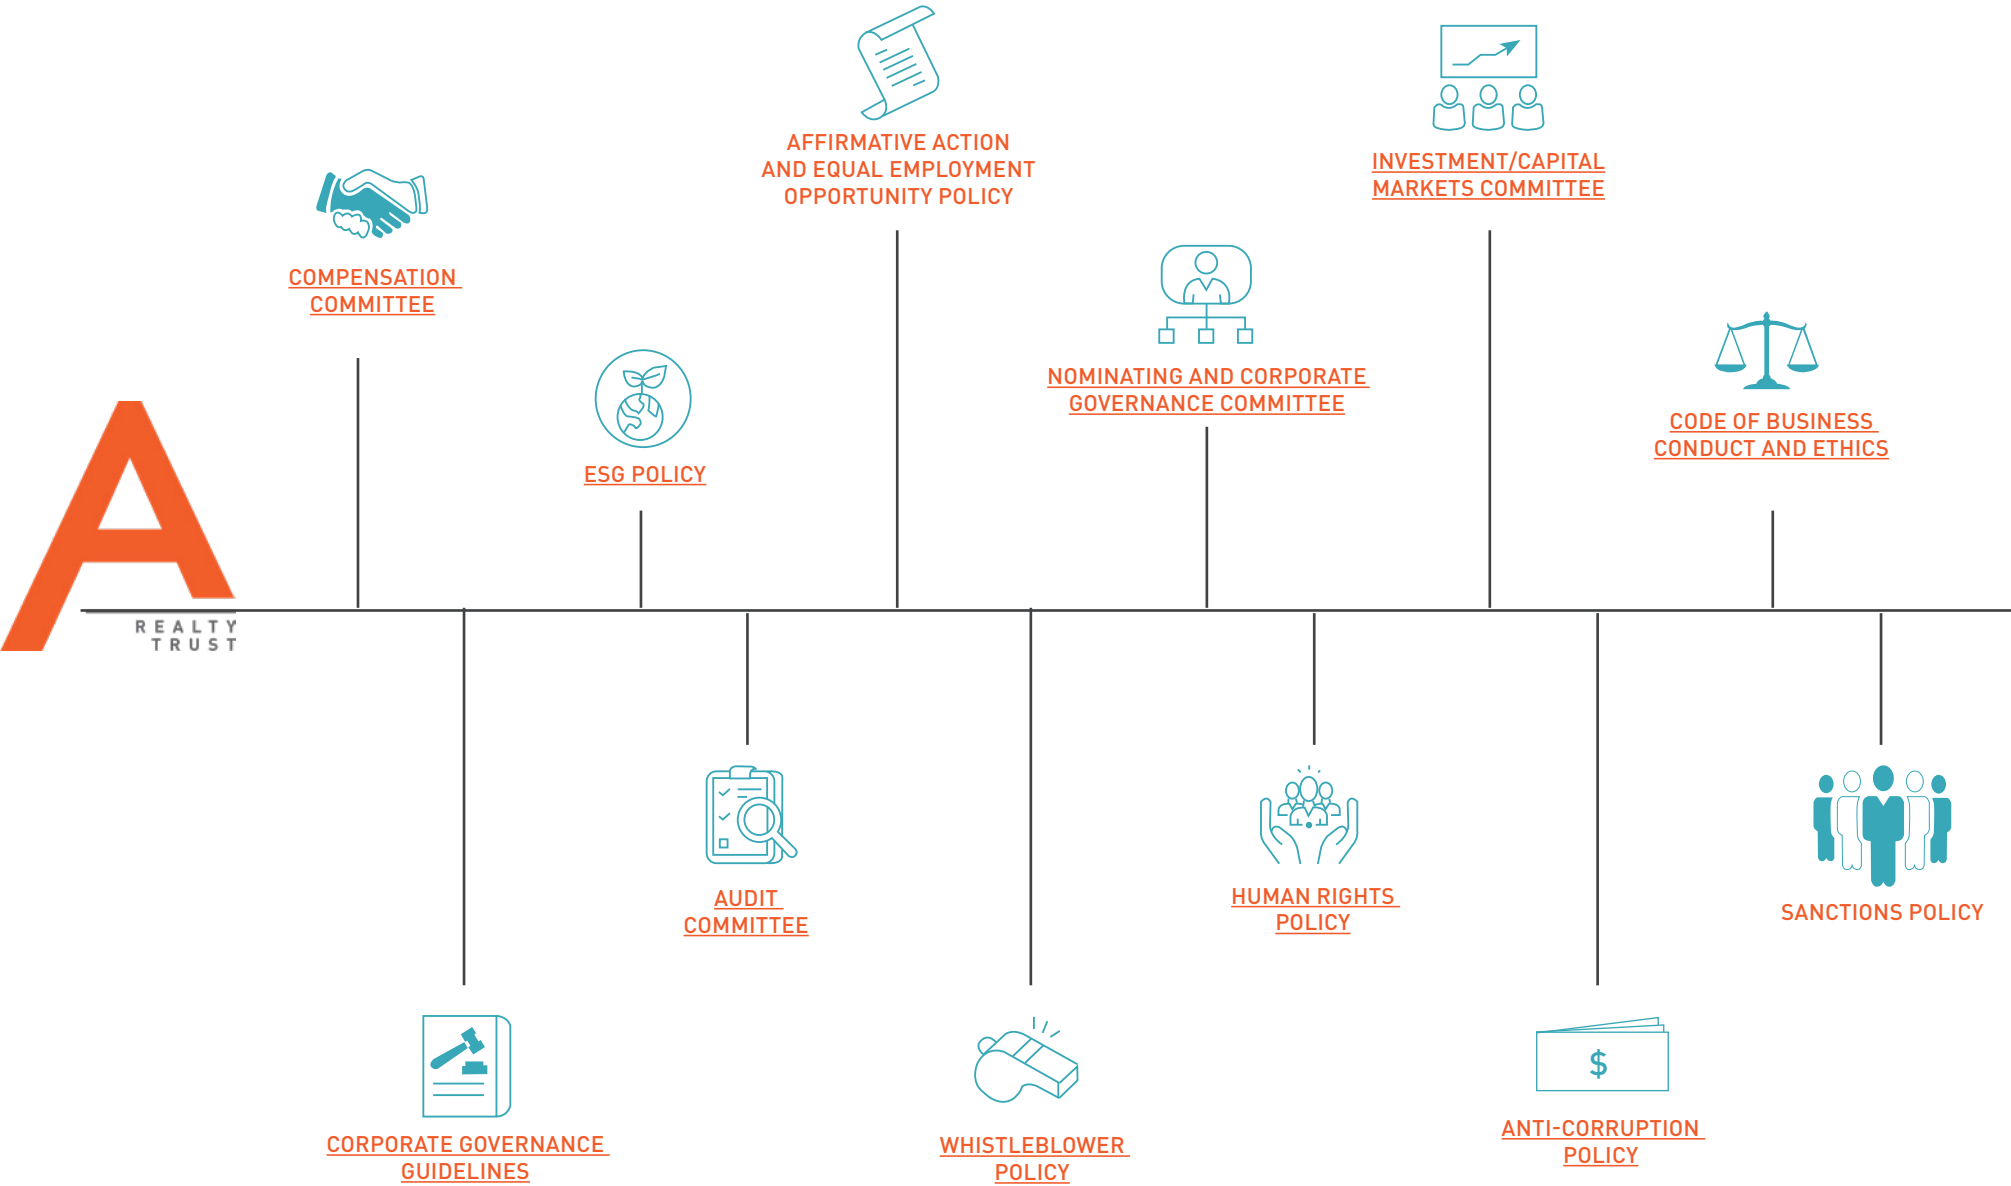 AFFIRMATIVE ACTION
AND EQUAL EMPLOYMENT
OPPORTUNITY POLICY
INVESTMENT/CAPITAL
MARKETS COMMITTEE
COMPENSATION
COMMITTEE
NOMINATING AND CORPORATE
GOVERNANCE COMMITTEE
CODE OF BUSINESS
CONDUCT AND ETHICS
ESG POLICY
A
REALTY
TRUST
AUDIT
COMMITTEE
HUMAN RIGHTS
POLICY
SANCTIONS POLICY
$
CORPORATE GOVERNANCE
GUIDELINES
WHISTLEBLOWER
POLICY
ANTI-CORRUPTION
POLICY